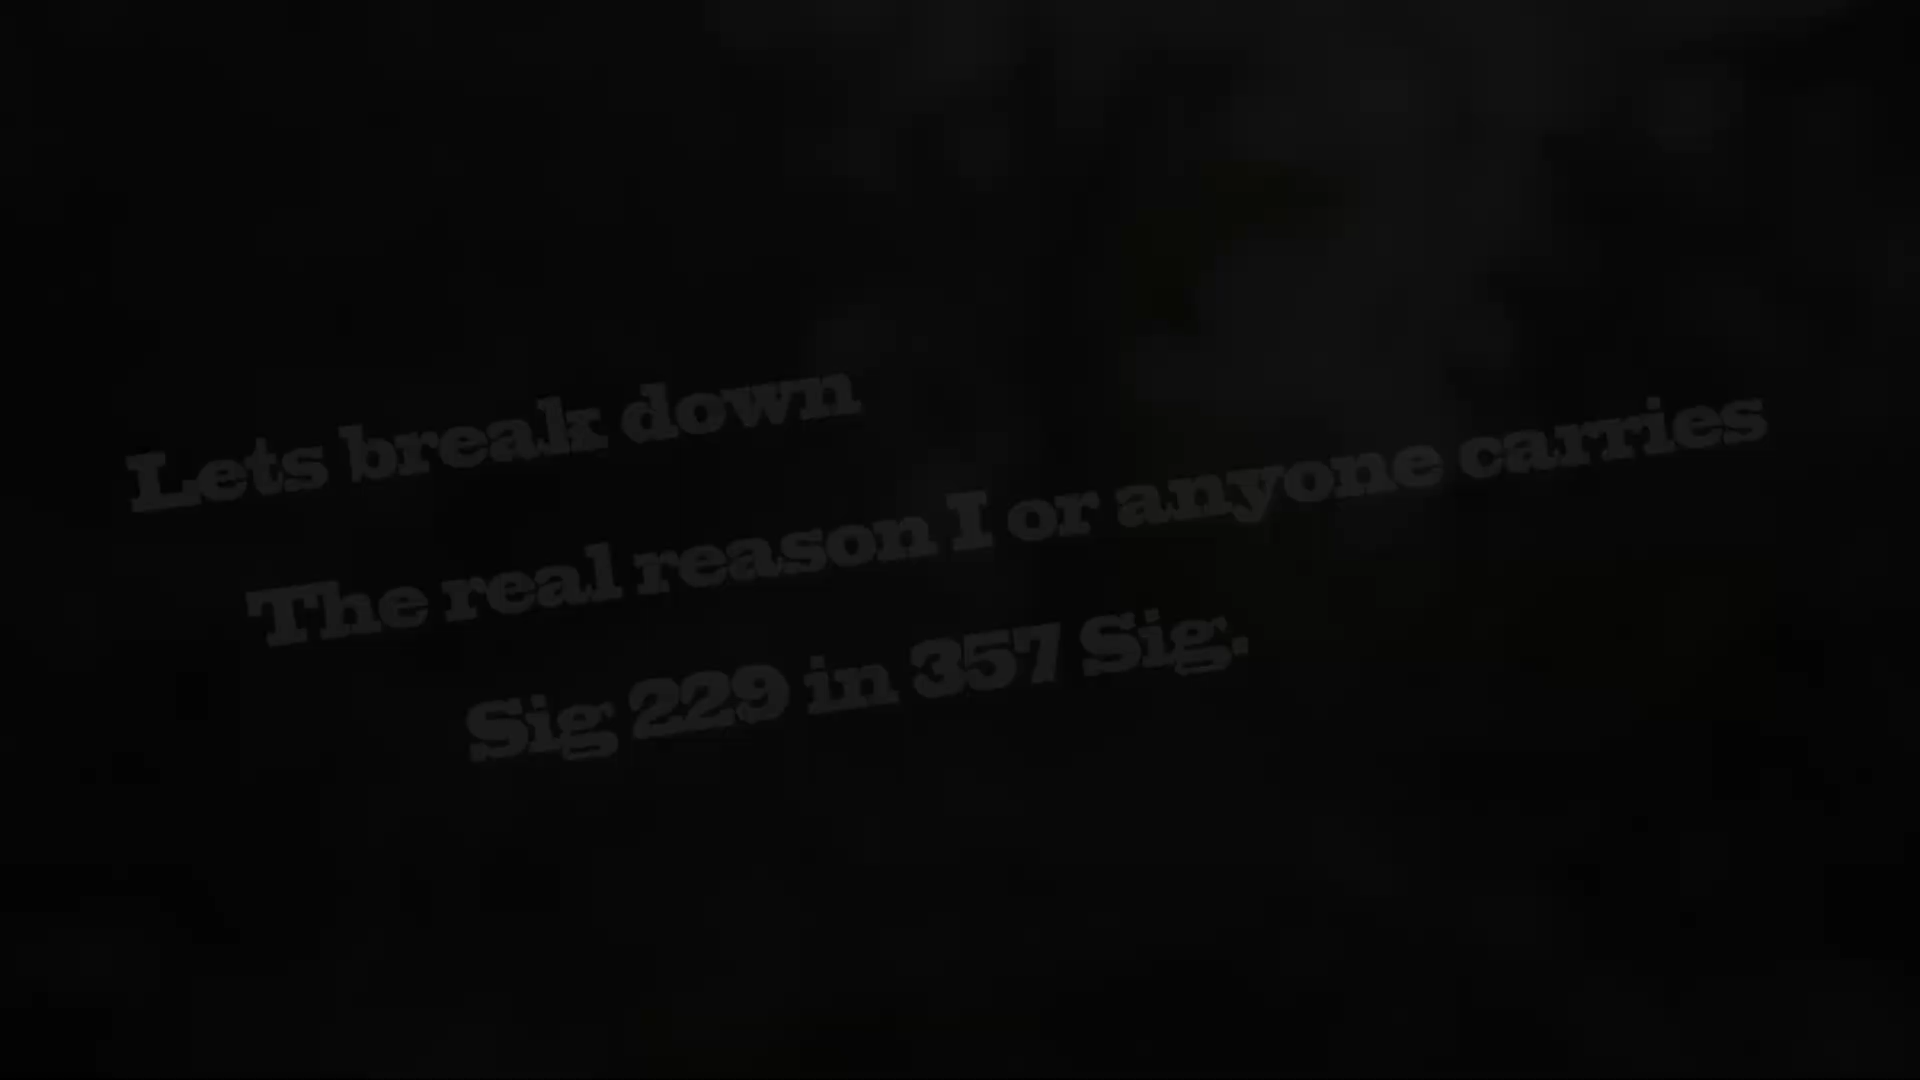 Lets break down
The real reason I or anyone carries
Sig 229 in 357 Sig.